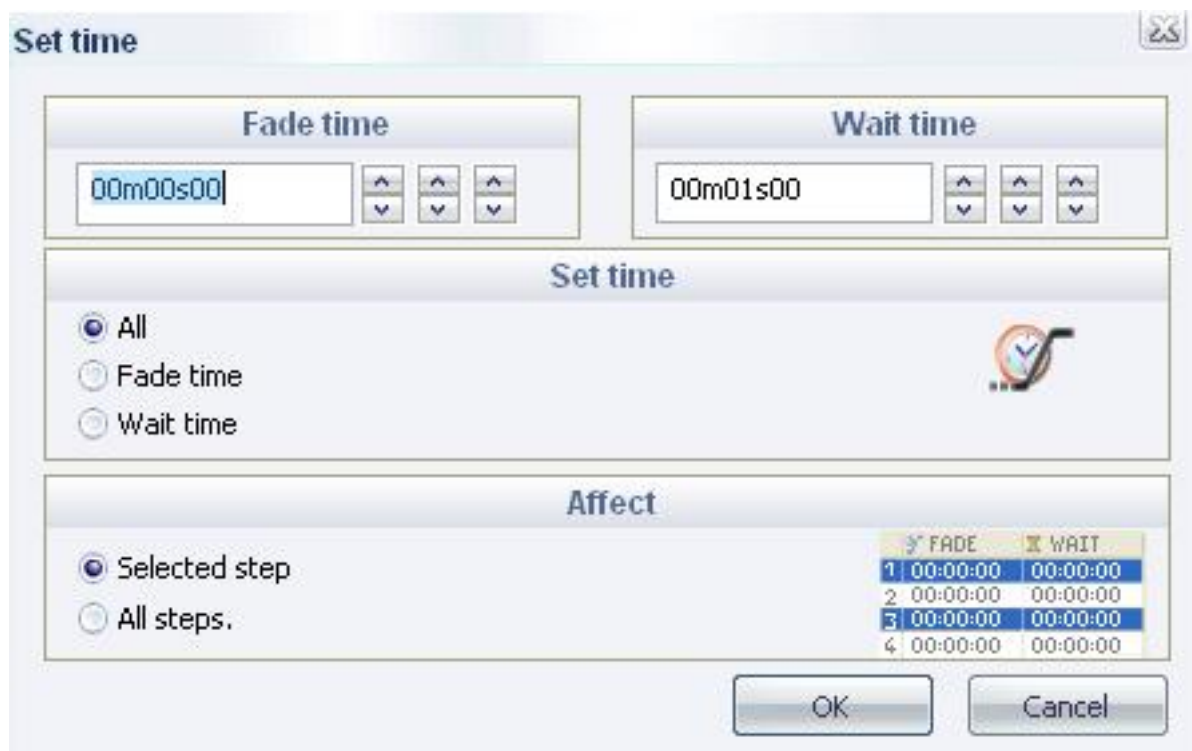 Set time
Fade time
Wait time
00m00s00
00m01s00
Set time
All
Fade time
Wait time
Affect
Selected step
All steps.
FADE WAIT
1 00:00:00 00:00:00
2 00:00:00 00:00:00
3 00:00:00 00:00:00
4 00:00:00 00:00:00
OK
Cancel